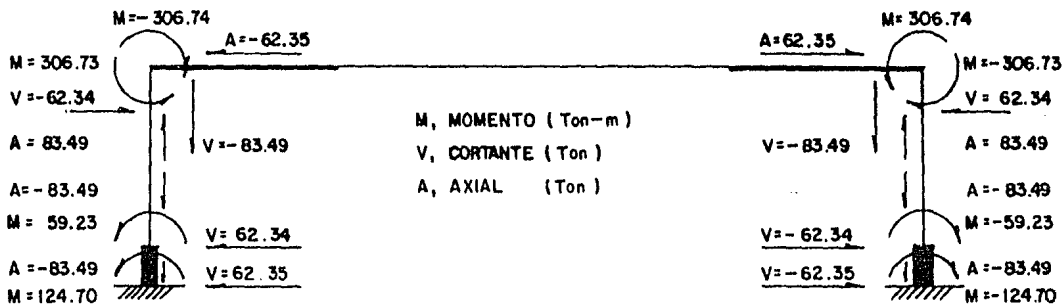 M=-306.74
A=-62.35
M= 306.73
V=-62.34
A= 83.49
V=-83.49
A=-83.49
M= 59.23
V= 62.34
A=-83.49
V= 62.35
M=124.70
M, MOMENTO (Ton-m)
V, CORTANTE (Ton)
A, AXIAL (Ton)
M= 306.74
A=62.35
M=-306.73
V= 62.34
V=-83.49
A= 83.49
A=-83.49
M=-59.23
V=-62.34
A=-83.49
V=-62.35
M=-124.70